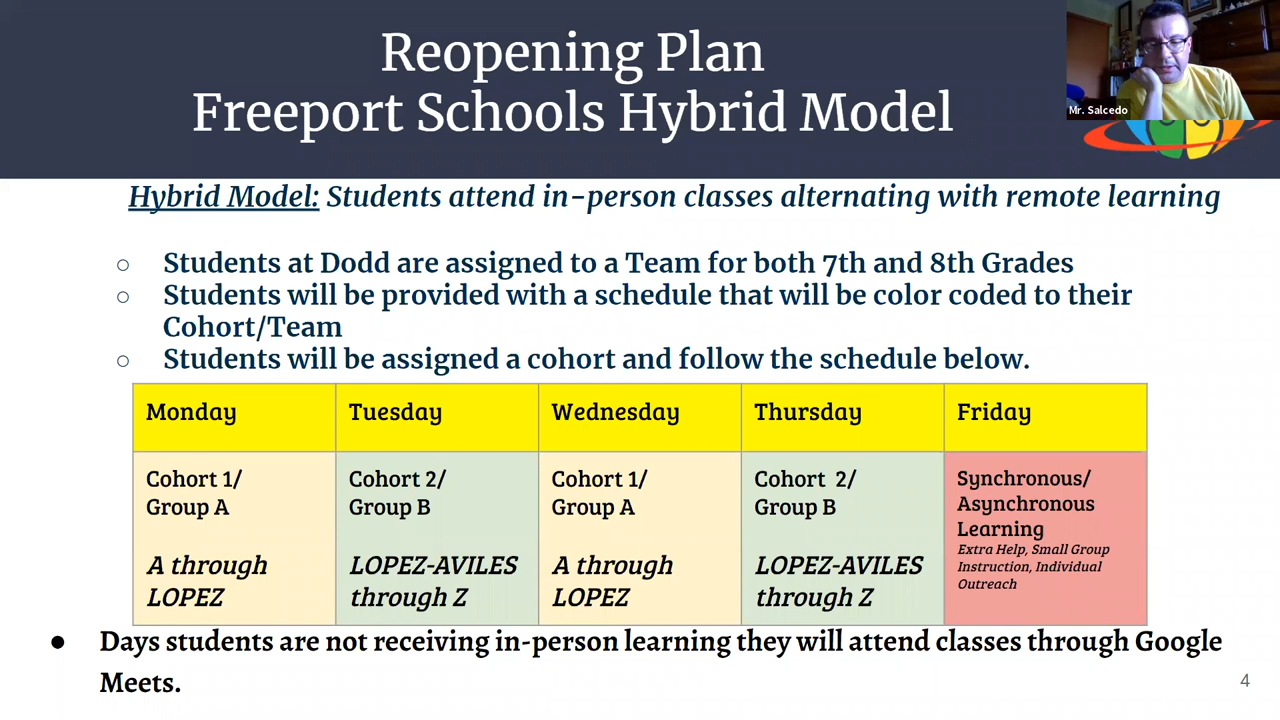 Reopening Plan
Freeport Schools Hybrid Model
Mr. Salcedo
Hybrid Model: Students attend in-person classes alternating with remote learning
○ Students at Dodd are assigned to a Team for both 7th and 8th Grades
○ Students will be provided with a schedule that will be color coded to their
Cohort/Team
○ Students will be assigned a cohort and follow the schedule below.
Monday
Tuesday
Wednesday
Thursday
Friday
Cohort 1/
Group A
A through
LOPEZ
Cohort 2/
Group B
LOPEZ-AVILES
through Z
Cohort 1/
Group A
A through
LOPEZ
Cohort 2/
Group B
LOPEZ-AVILES
through Z
Synchronous/
Asynchronous
Learning
Extra Help, Small Group
Instruction, Individual
Outreach
● Days students are not receiving in-person learning they will attend classes through Google
Meets.
4